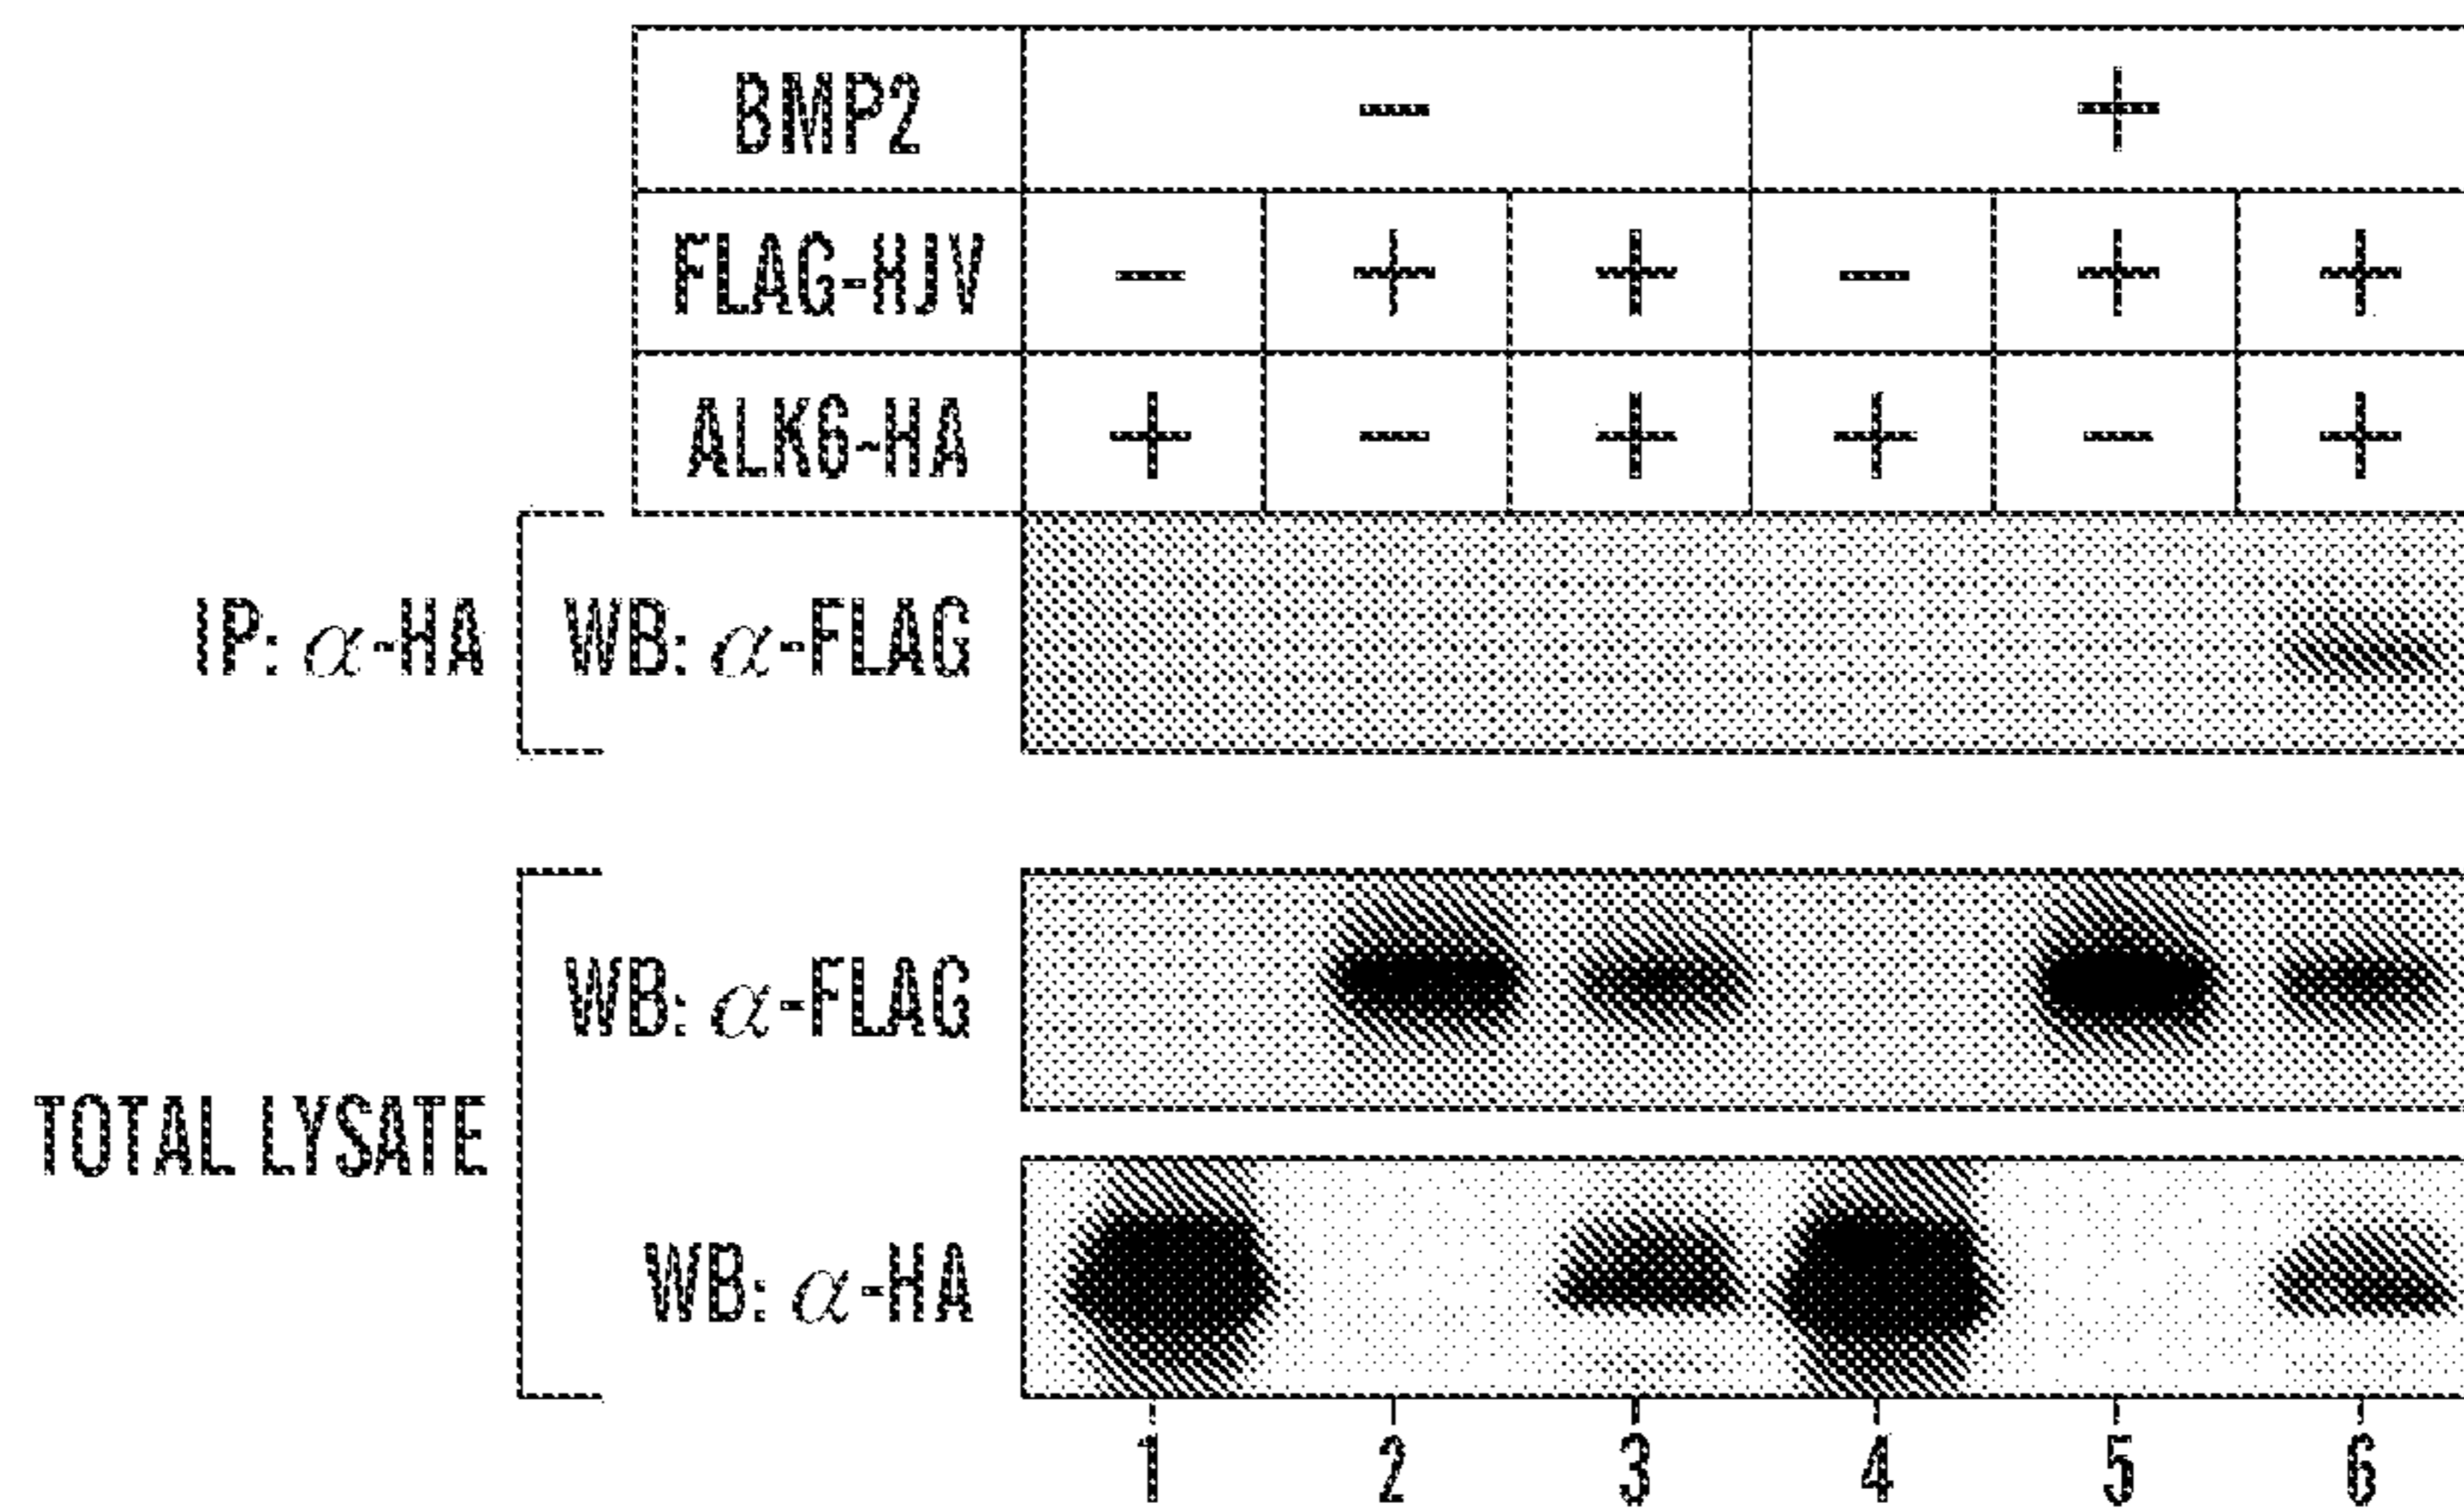 BMP2 — +
FLAG-HJV — + + — + +
ALK6-HA + — + + — +
IP: α-HA WB: α-FLAG
WB: α-FLAG
TOTAL LYSATE
WB: α-HA
1 2 3 4 5 6